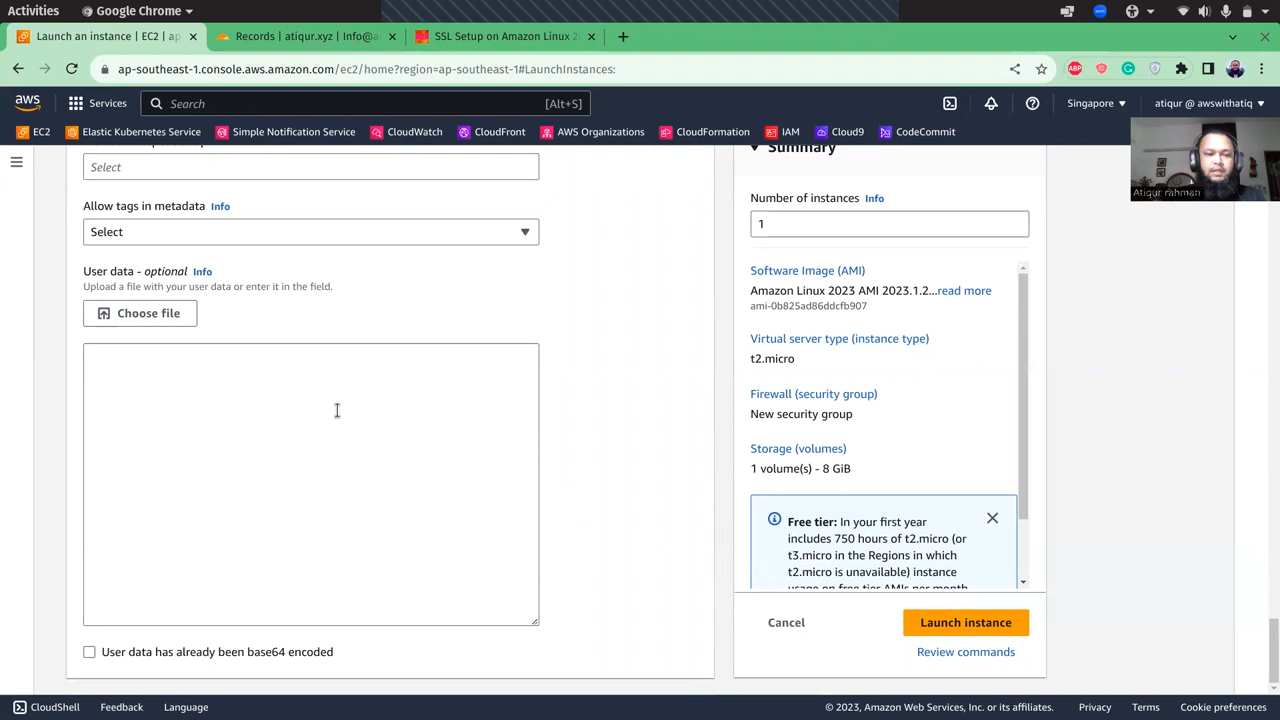 Activities
Google Chrome
Launch an instance | EC2 | ap
Records | atiqur.xyz | Info@a
SSL Setup on Amazon Linux 2
ap-southeast-1.console.aws.amazon.com/ec2/home?region=ap-southeast-1#LaunchInstances:
ABP
aws
Services
Search
[Alt+S]
Singapore
atiqur @ awswithatiq
EC2
Elastic Kubernetes Service
Simple Notification Service
CloudWatch
CloudFront
AWS Organizations
CloudFormation
IAM
Cloud9
CodeCommit
Atiqur rahman
Select
Allow tags in metadata Info
Select
User data - optional Info
Upload a file with your user data or enter it in the field.
Choose file
User data has already been base64 encoded
Summary
Number of instances Info
1
Software Image (AMI)
Amazon Linux 2023 AMI 2023.1.2...read more
ami-0b825ad86ddcfb907
Virtual server type (instance type)
t2.micro
Firewall (security group)
New security group
Storage (volumes)
1 volume(s) - 8 GiB
Free tier: In your first year
includes 750 hours of t2.micro (or
t3.micro in the Regions in which
t2.micro is unavailable) instance
usage on free tier AMIs per month
Cancel
Launch instance
Review commands
CloudShell
Feedback
Language
© 2023, Amazon Web Services, Inc. or its affiliates.
Privacy
Terms
Cookie preferences